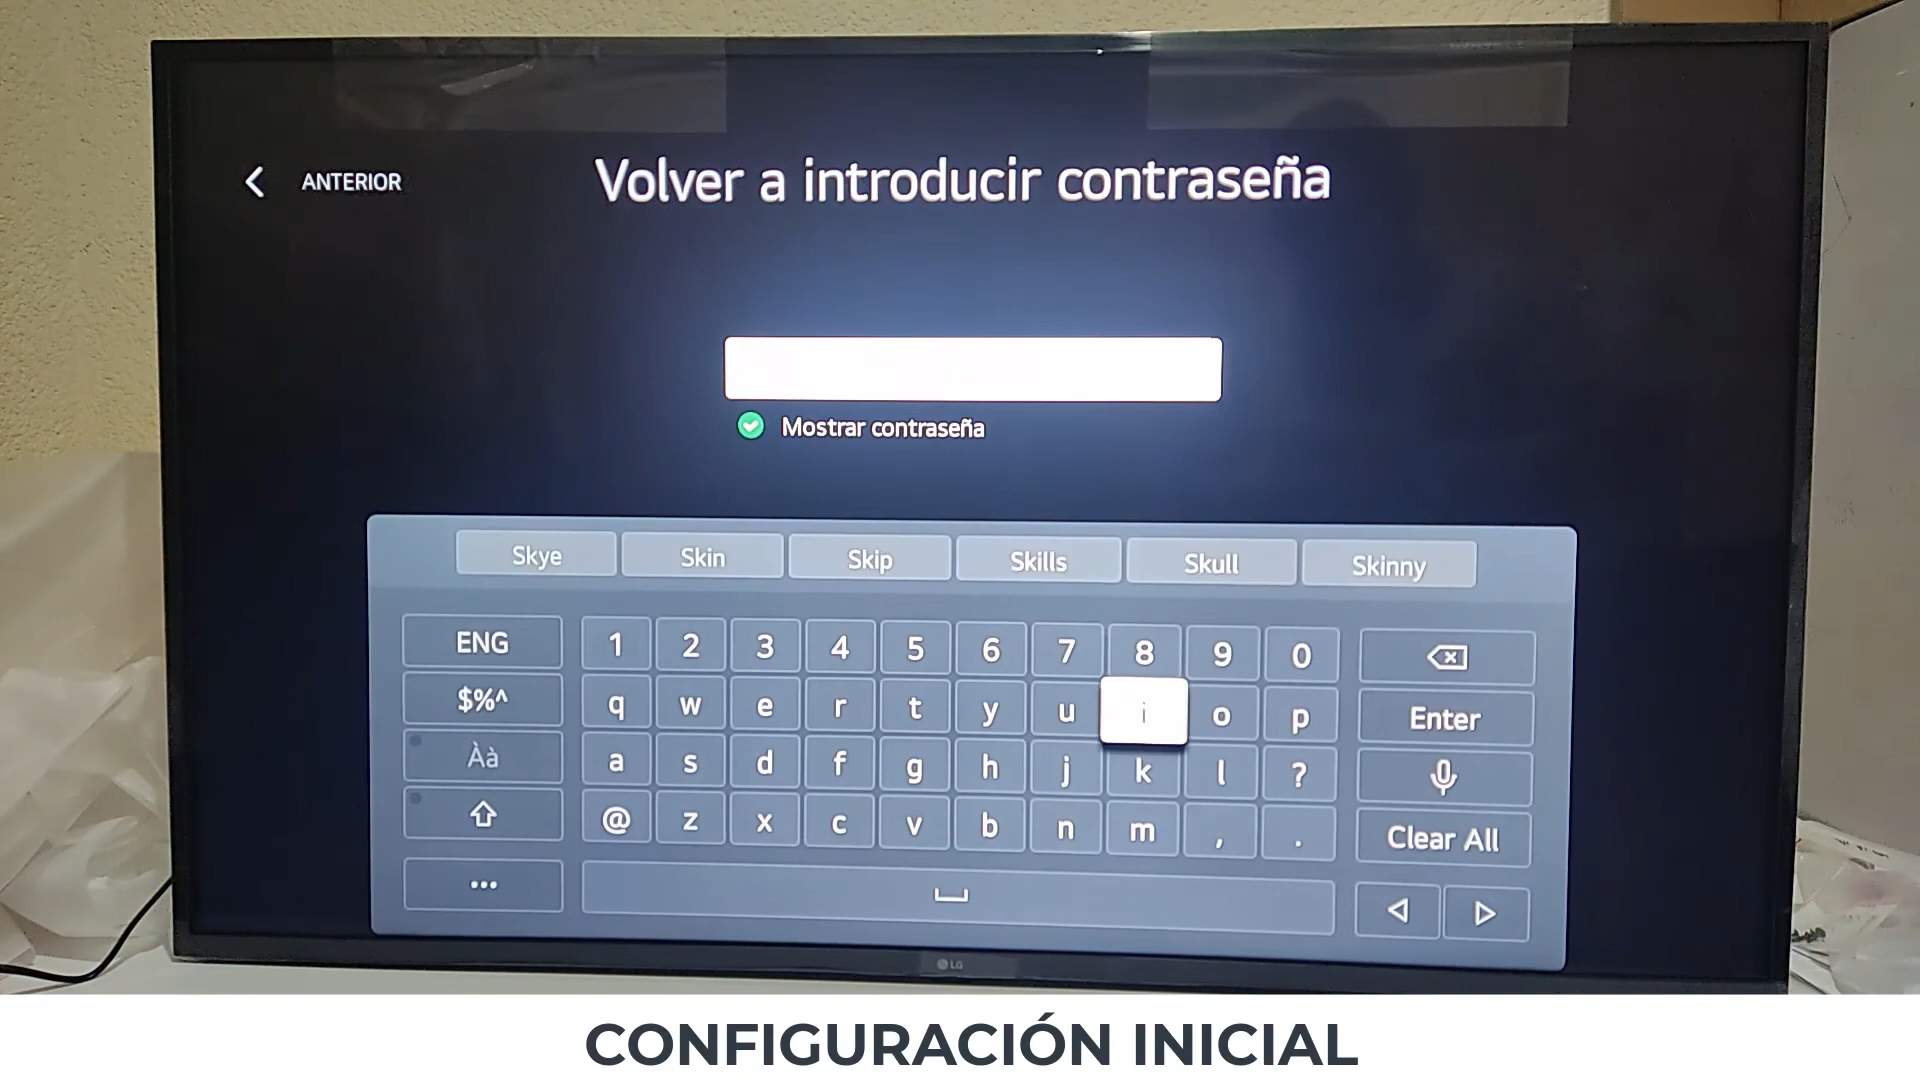 ANTERIOR
Volver a introducir contraseña
Mostrar contraseña
Skye Skin Skip Skills Skull Skinny
ENG 1 2 3 4 5 6 7 8 9 0
$%^ q w e r t y u i o p Enter
Àà a s d f g h j k l ?
@ z x c v b n m , . Clear All
...
LG
CONFIGURACIÓN INICIAL